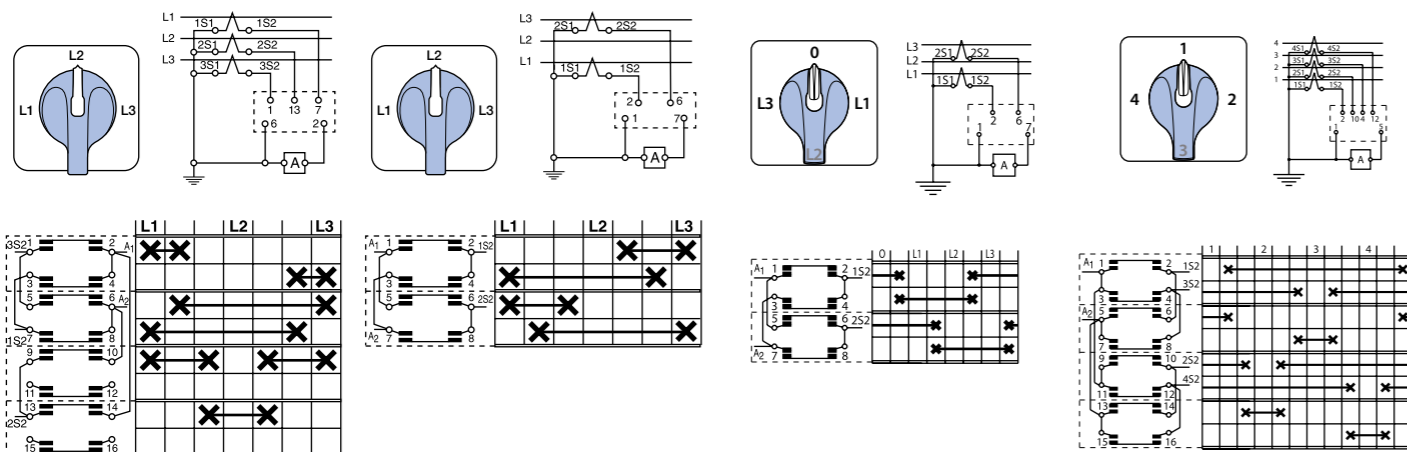 L1
L2
L3
L1
1S1
1S2
L2
2S1
2S2
L3
3S1
3S2
1
13
7
6
2
A
L1
L2
L3
L3
2S1
2S2
L2
L1
1S1
1S2
2
6
1
7
A
0
L3
L1
L2
L3
2S1
2S2
L2
L1
1S1
1S2
2
6
1
7
A
1
4
2
3
4
4S1
4S2
3
3S1
3S2
2
2S1
2S2
1
1S1
1S2
2
10
4
12
1
5
A
L1 L2 L3
3S2 1 2 A1
3 4
5 6 A2
1S2 7 8
9 10
11 12
2S2 13 14
15 16
L1 L2 L3
A1 1 2 1S2
3 4
5 6 2S2
A2 7 8
0 L1 L2 L3
A1 1 2 1S2
3 4
5 6 2S2
A2 7 8
1 2 3 4
A1 1 2 1S2
3 4 3S2
A2 5 6
7 8
9 10 2S2
11 12 4S2
13 14
15 16